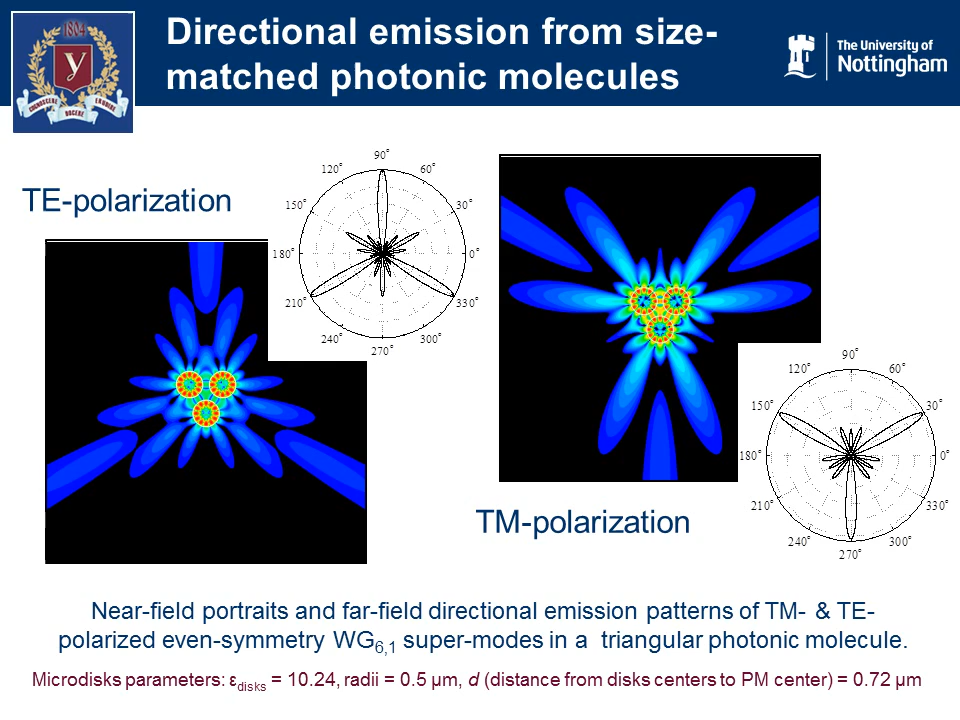 1804
У
COGNOSCERE
DOCERE
ERUDIRE
Directional emission from size-
matched photonic molecules
The University of
Nottingham
TE-polarization
90°
120°
60°
150°
30°
180°
0°
210°
330°
240°
300°
270°
90°
120°
60°
150°
30°
180°
0°
210°
330°
240°
300°
270°
TM-polarization
Near-field portraits and far-field directional emission patterns of TM- & TE-
polarized even-symmetry WG6,1 super-modes in a triangular photonic molecule.
Microdisks parameters: εdisks = 10.24, radii = 0.5 μm, d (distance from disks centers to PM center) = 0.72 μm